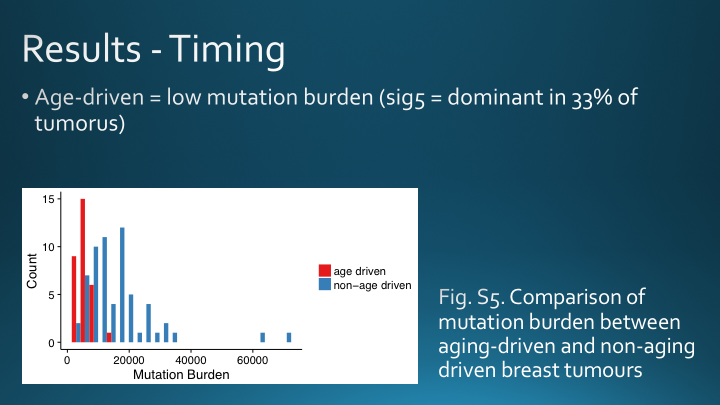 Results - Timing
• Age-driven = low mutation burden (sig5 = dominant in 33% of
tumorus)
15
10
5
0
Count
0 20000 40000 60000
Mutation Burden
age driven
non−age driven
Fig. S5. Comparison of
mutation burden between
aging-driven and non-aging
driven breast tumours